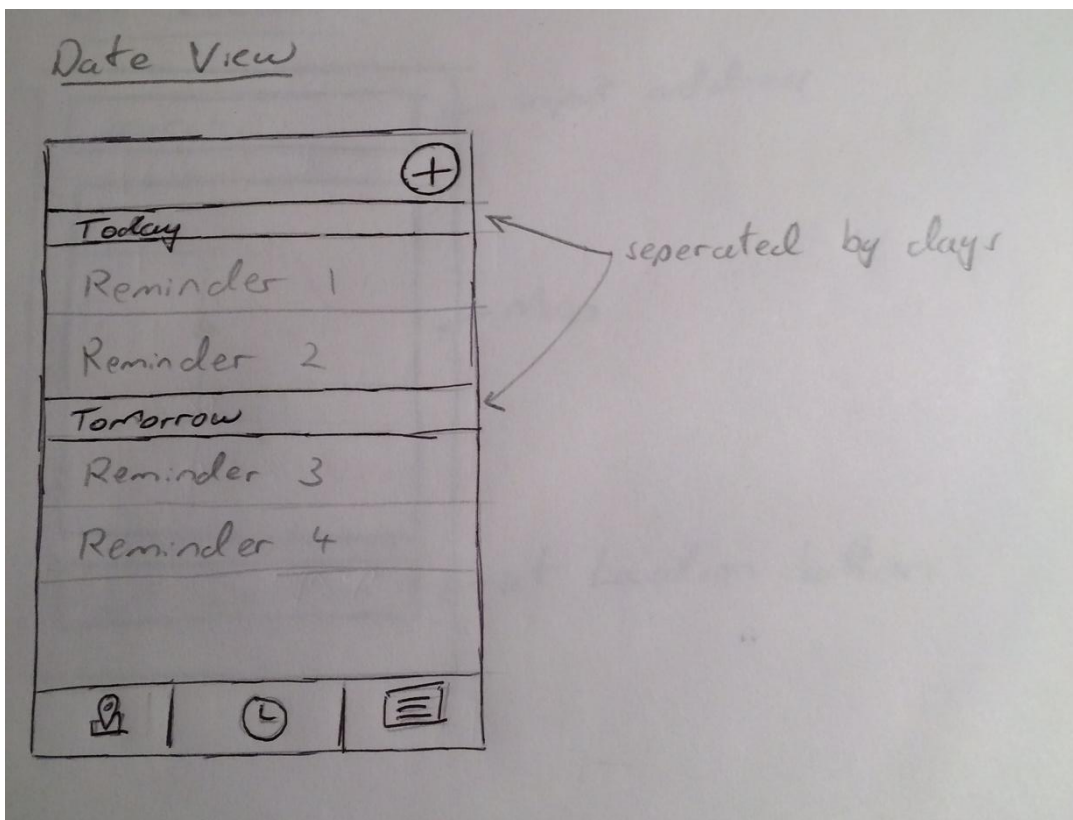 Date View
Today
Reminder 1
Reminder 2
Tomorrow
Reminder 3
Reminder 4
seperated by days